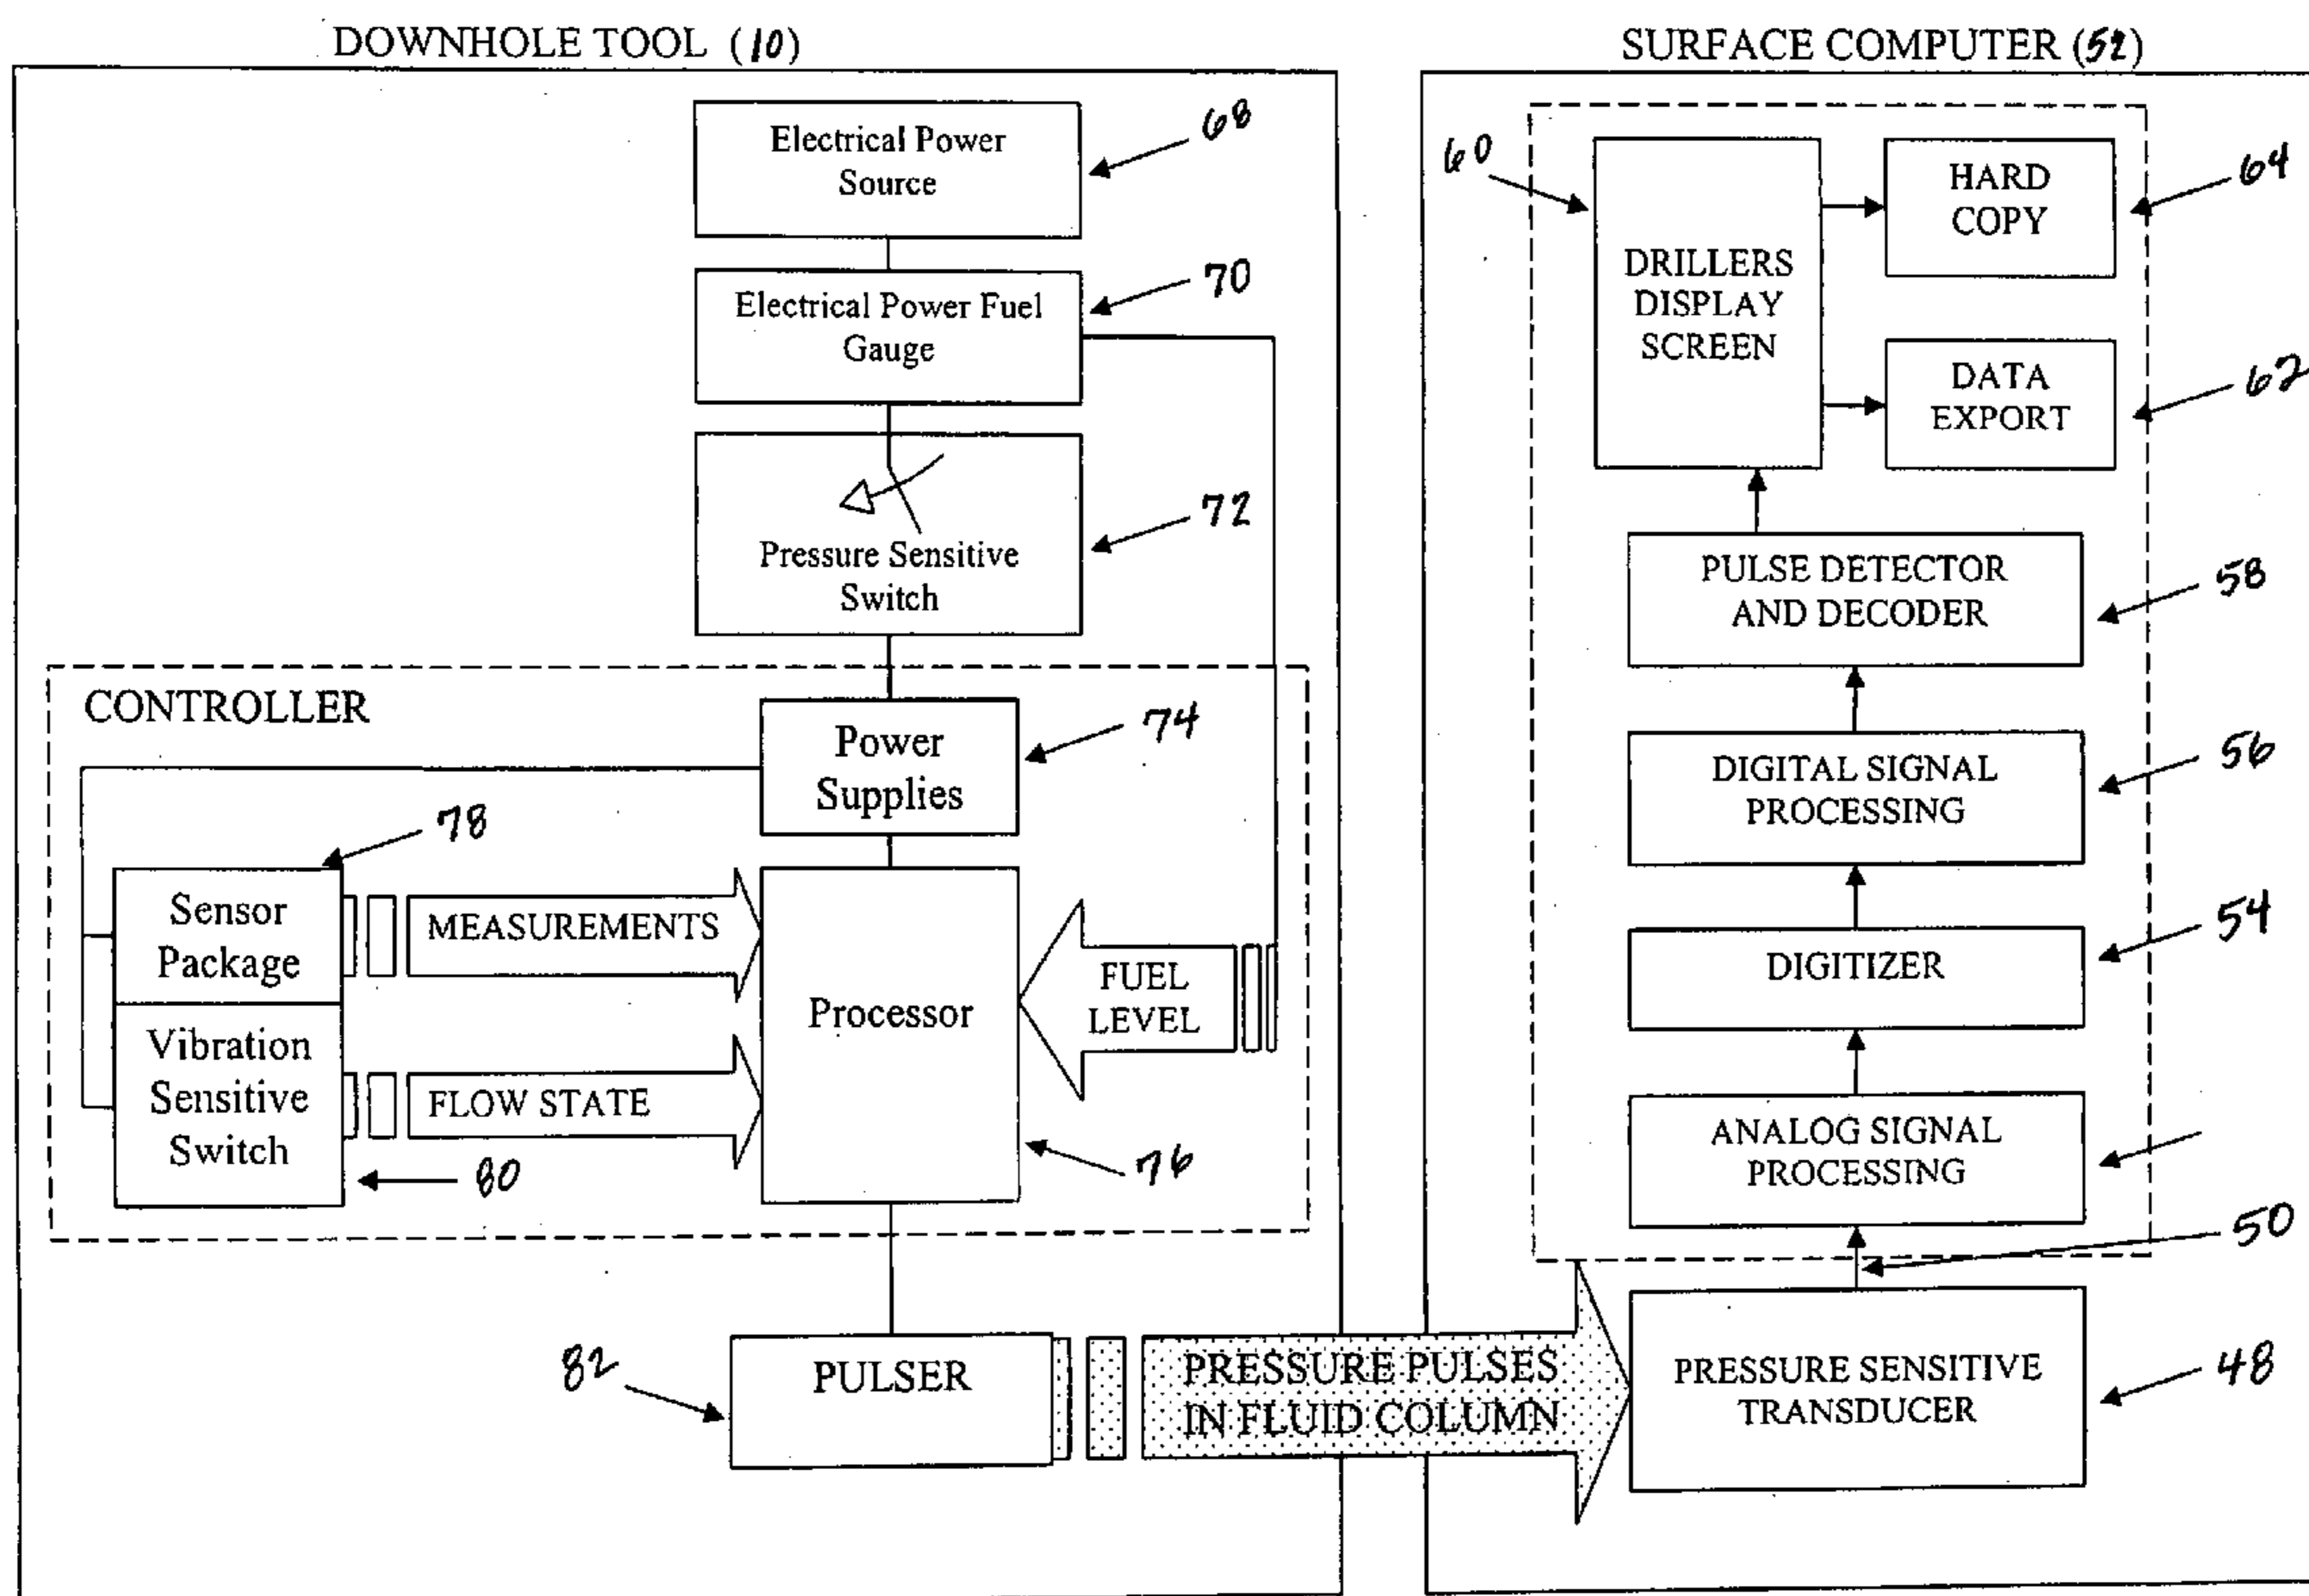 DOWNHOLE TOOL (10)
Electrical Power
Source
68
Electrical Power Fuel
Gauge
70
Pressure Sensitive
Switch
72
CONTROLLER
Power
Supplies
74
78
Sensor
Package
MEASUREMENTS
Vibration
Sensitive
Switch
80
FLOW STATE
Processor
76
FUEL
LEVEL
82
PULSER
PRESSURE PULSES
IN FLUID COLUMN
SURFACE COMPUTER (52)
60
DRILLERS
DISPLAY
SCREEN
HARD
COPY
64
DATA
EXPORT
62
PULSE DETECTOR
AND DECODER
58
DIGITAL SIGNAL
PROCESSING
56
DIGITIZER
54
ANALOG SIGNAL
PROCESSING
50
PRESSURE SENSITIVE
TRANSDUCER
48